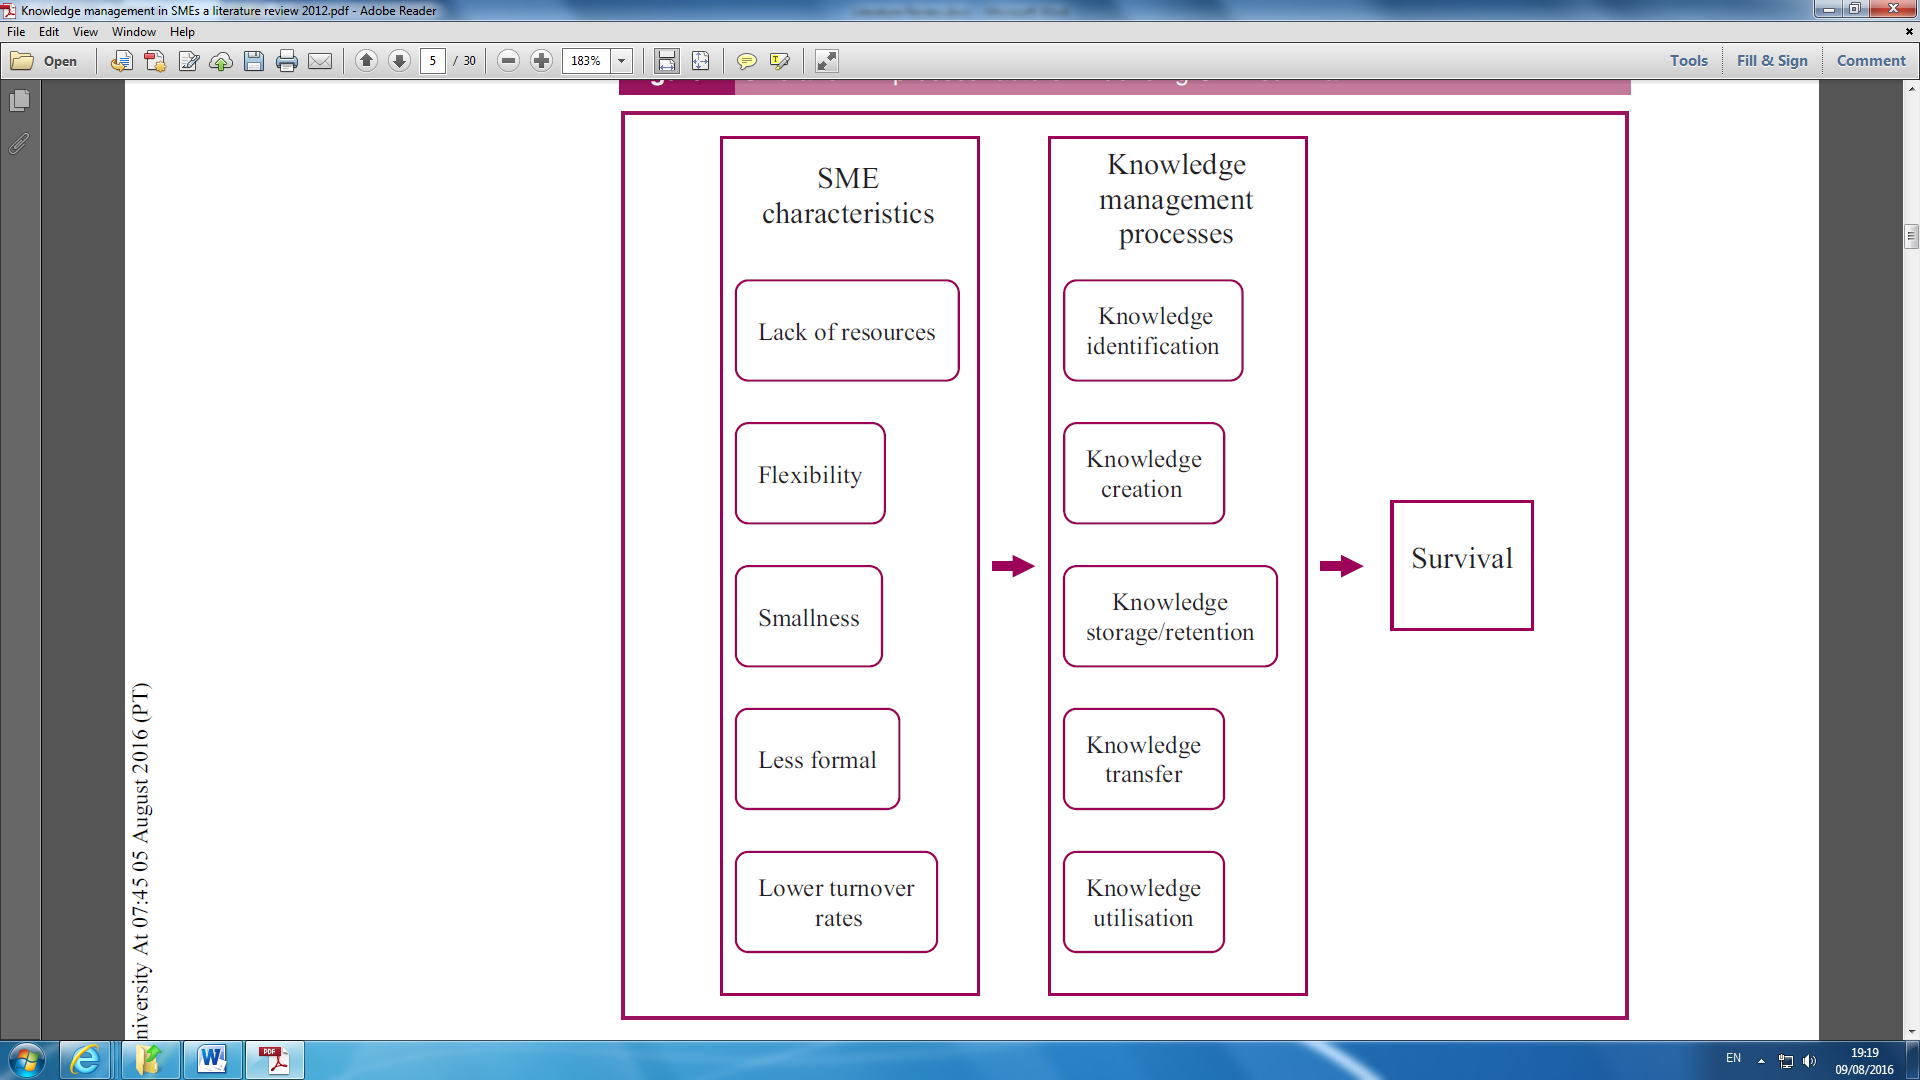 Knowledge management in SMEs a literature review 2012.pdf - Adobe Reader
File Edit View Window Help
Open
5 / 30
183%
Tools Fill & Sign Comment
SME
characteristics
Lack of resources
Flexibility
Smallness
Less formal
Lower turnover
rates
Knowledge
management
processes
Knowledge
identification
Knowledge
creation
Knowledge
storage/retention
Knowledge
transfer
Knowledge
utilisation
Survival
niversity At 07:45 05 August 2016 (PT)
EN
19:19
09/08/2016